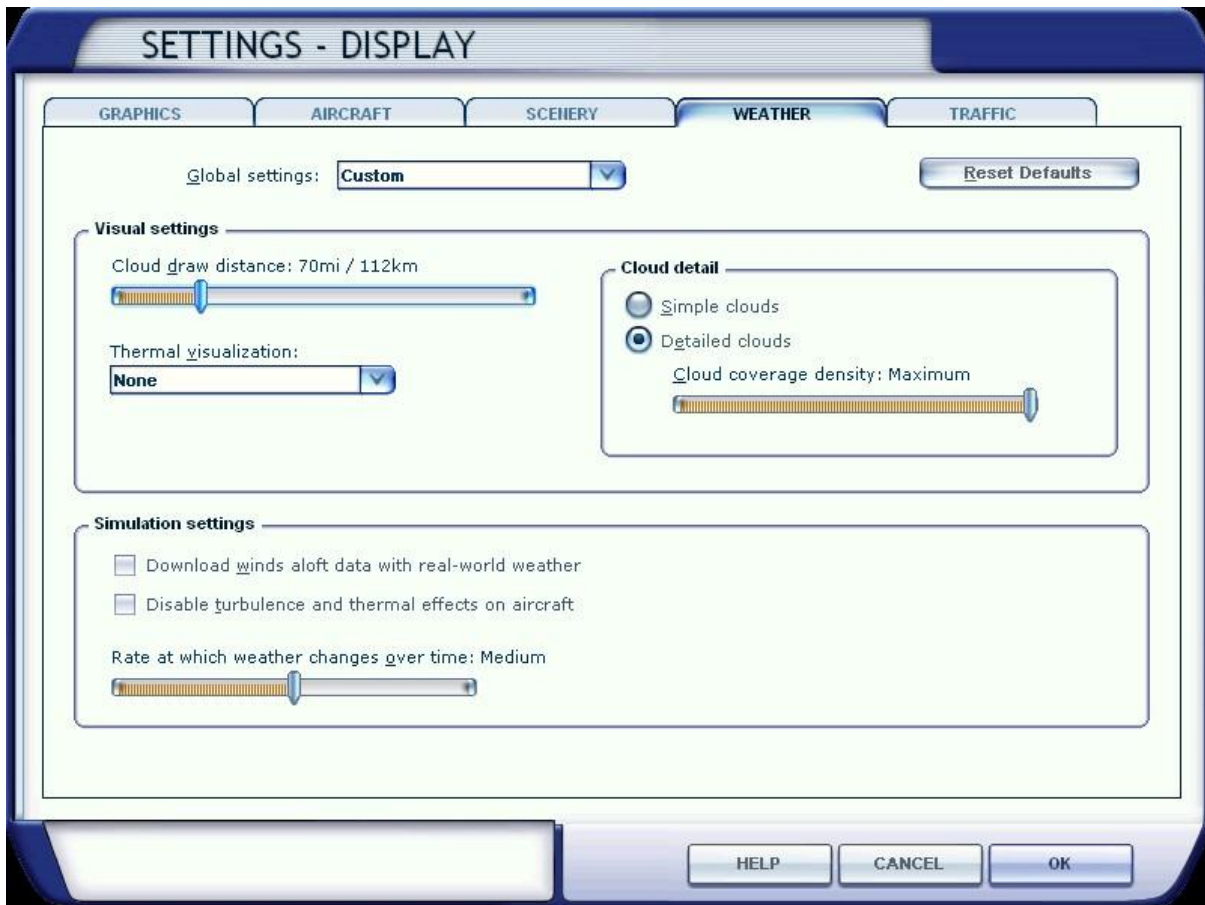 SETTINGS - DISPLAY
GRAPHICS
AIRCRAFT
SCENERY
WEATHER
TRAFFIC
Global settings: Custom
Reset Defaults
Visual settings
Cloud draw distance: 70mi / 112km
Thermal visualization:
None
Cloud detail
Simple clouds
Detailed clouds
Cloud coverage density: Maximum
Simulation settings
Download winds aloft data with real-world weather
Disable turbulence and thermal effects on aircraft
Rate at which weather changes over time: Medium
HELP
CANCEL
OK